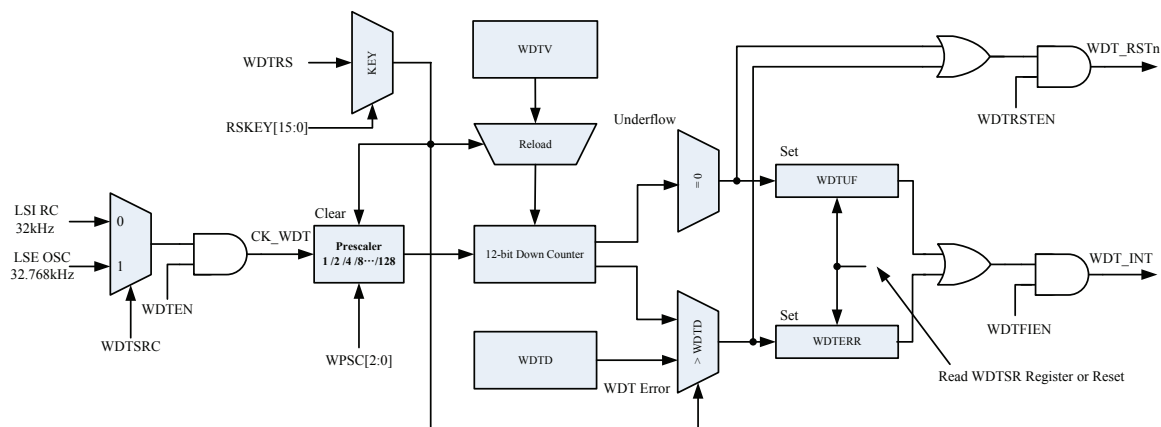 WDTRS
KEY
RSKEY[15:0]
WDTV
Reload
Underflow
= 0
WDT_RSTn
WDTRSTEN
Set
WDTUF
LSI RC
32kHz
0
LSE OSC
32.768kHz
1
WDTEN
WDTSRC
CK_WDT
Clear
Prescaler
1 /2 /4 /8···/128
WPSC[2:0]
12-bit Down Counter
WDTD
> WDTD
WDT Error
Set
WDTERR
WDT_INT
WDTFIEN
Read WDTSR Register or Reset